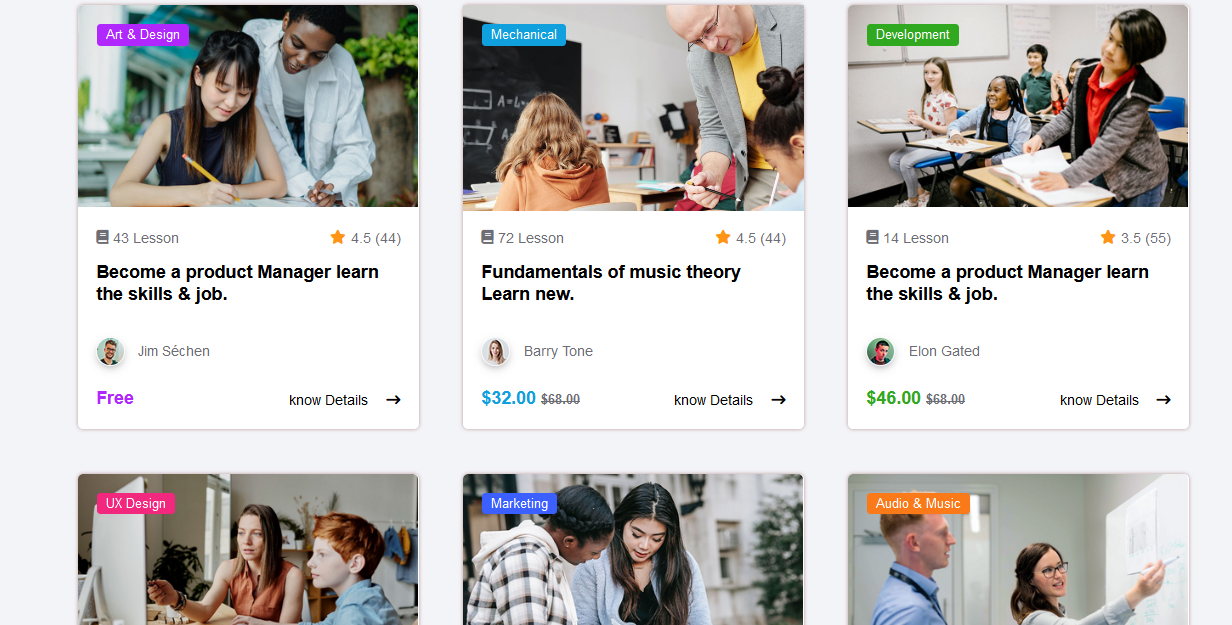 Art & Design
43 Lesson
4.5 (44)
Become a product Manager learn
the skills & job.
Jim Séchen
Free
know Details
Mechanical
72 Lesson
4.5 (44)
Fundamentals of music theory
Learn new.
Barry Tone
$32.00 $68.00
know Details
Development
14 Lesson
3.5 (55)
Become a product Manager learn
the skills & job.
Elon Gated
$46.00 $68.00
know Details
UX Design
Marketing
Audio & Music